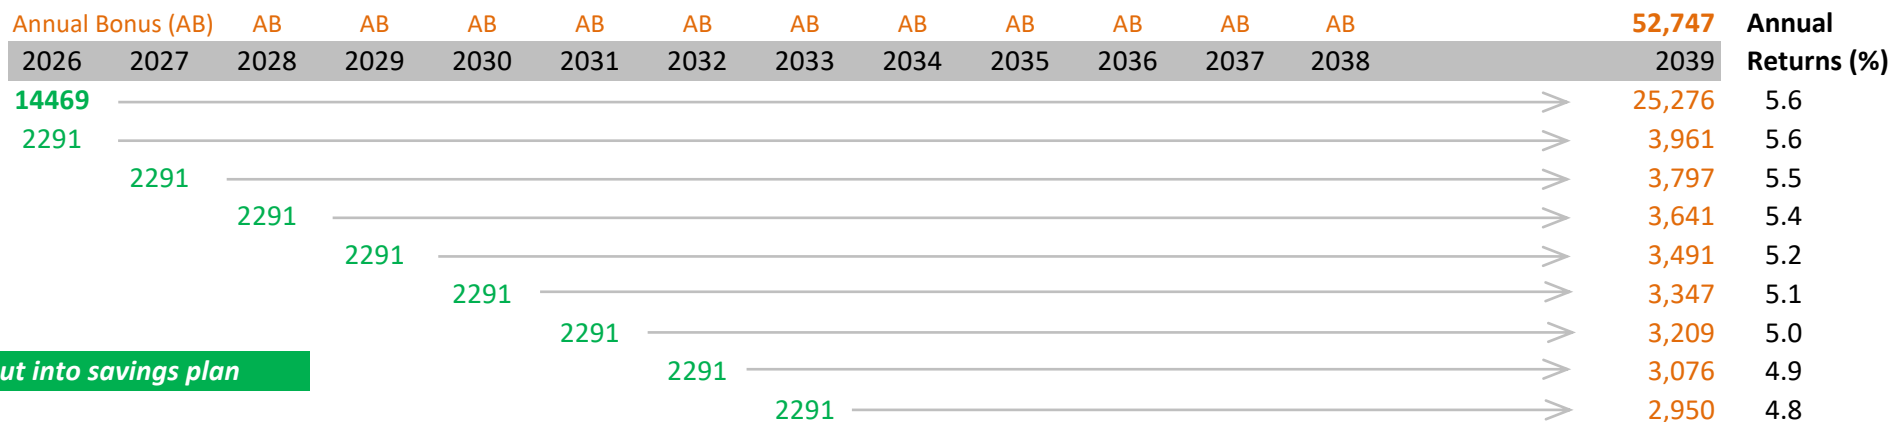 Annual Bonus (AB) AB AB AB AB AB AB AB AB AB AB AB 52,747 Annual
2026 2027 2028 2029 2030 2031 2032 2033 2034 2035 2036 2037 2038 2039 Returns (%)
14469 25,276 5.6
2291 3,961 5.6
2291 3,797 5.5
2291 3,641 5.4
2291 3,491 5.2
2291 3,347 5.1
2291 3,209 5.0
ut into savings plan 2291 3,076 4.9
2291 2,950 4.8